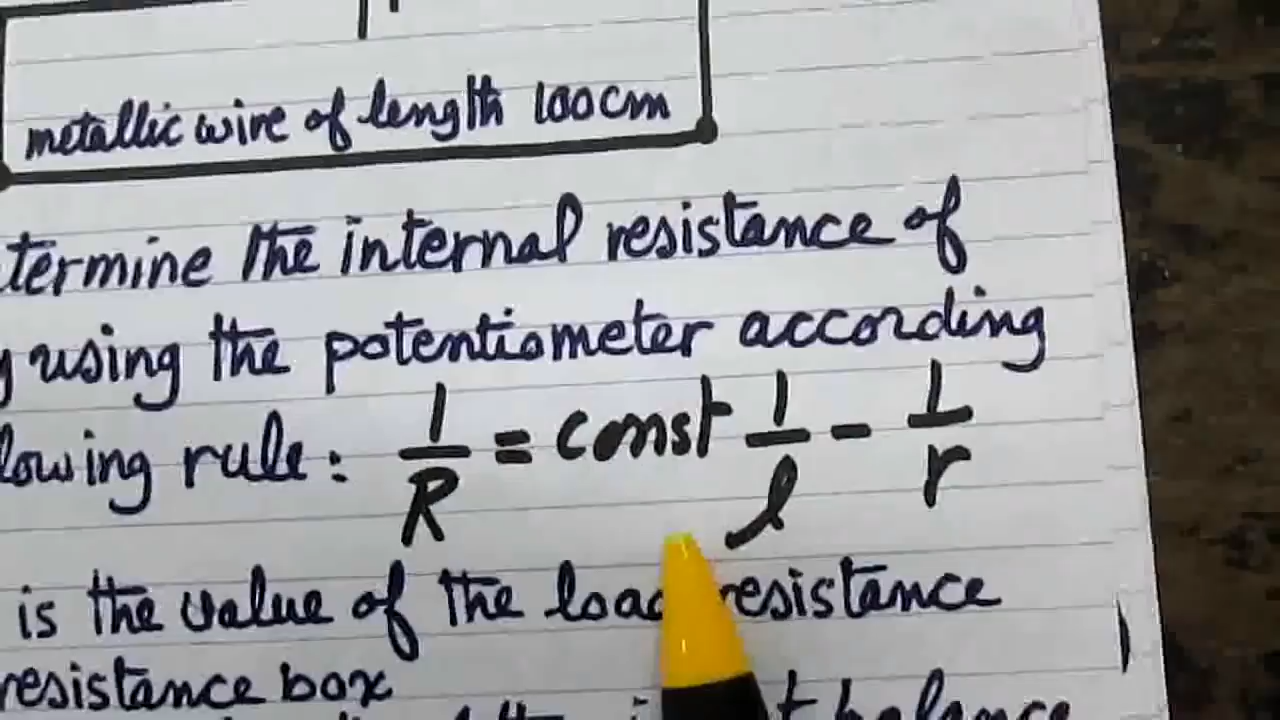 metallic wire of length 100cm
termine the internal resistance of
using the potentiometer according
lowing rule: 1/R = const 1/l - 1/r
is the value of the load resistance
resistance box
balance